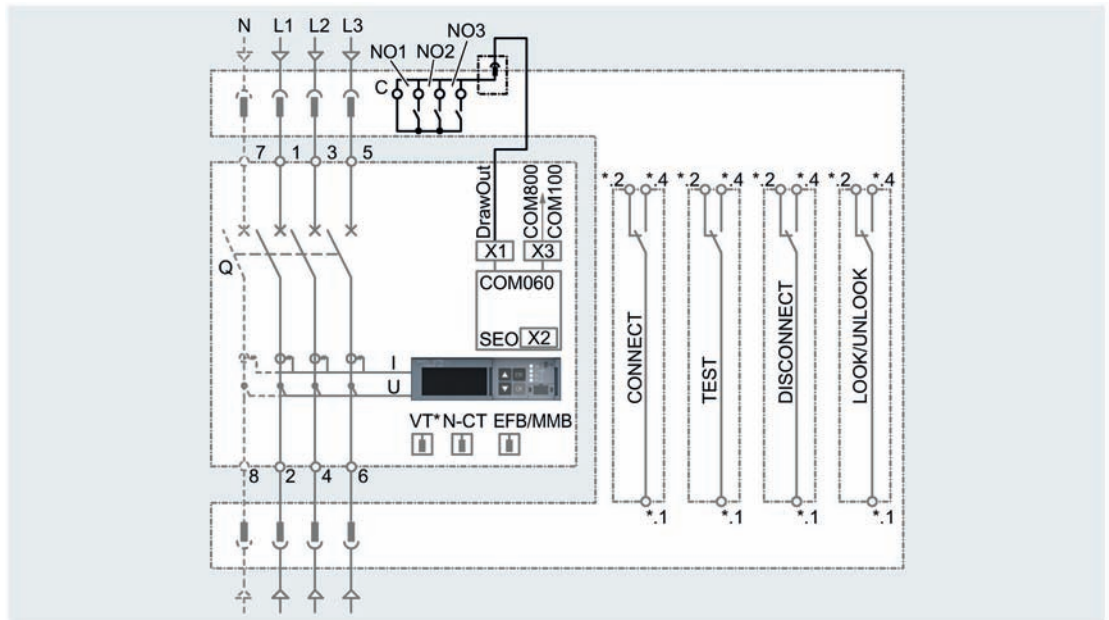 N L1 L2 L3
NO1 NO2 NO3
C
7 1 3 5
DrawOut
COM800
COM100
X1 X3
COM060
SEO X2
Q
I
U
VT* N-CT EFB/MMB
8 2 4 6
*.2 *.4 *.2 *.4 *.2 *.4 *.2 *.4
CONNECT
TEST
DISCONNECT
LOOK/UNLOOK
*.1 *.1 *.1 *.1